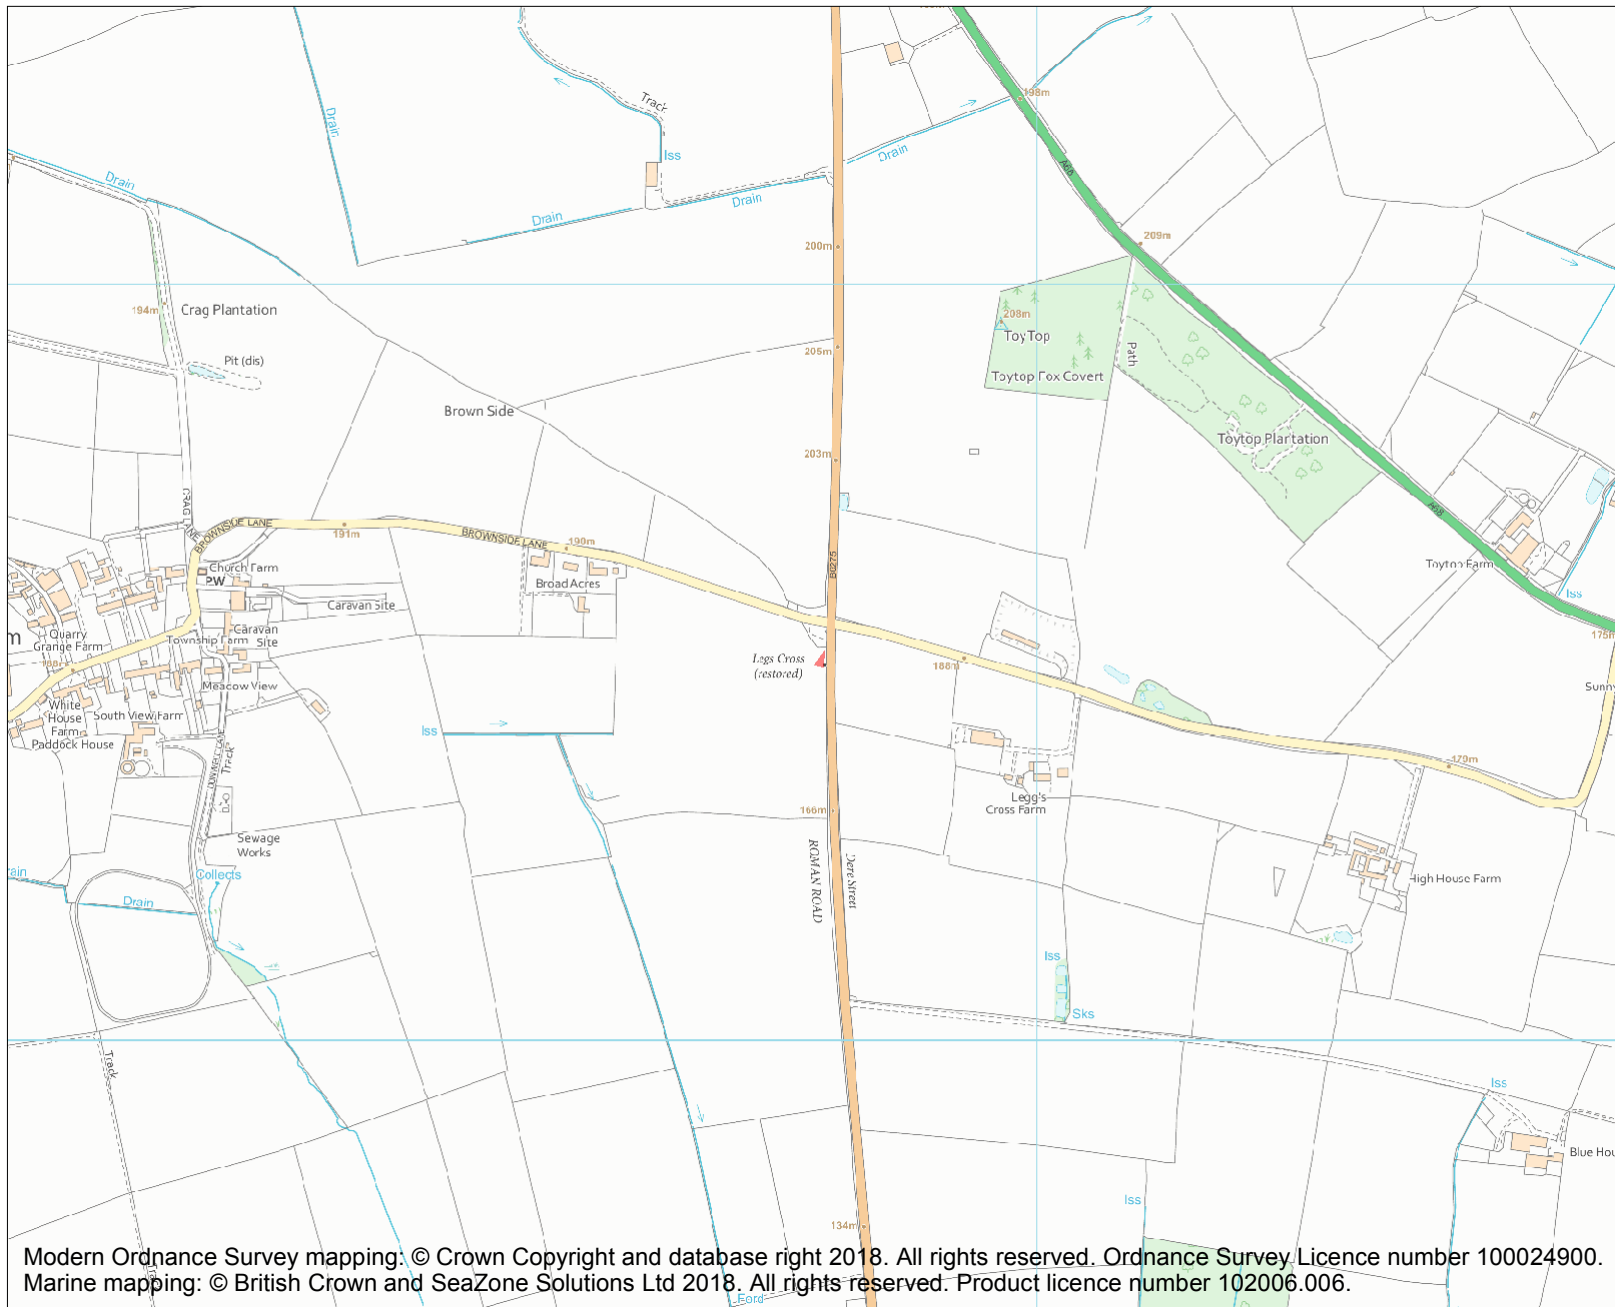 198m
Track
Drain
Iss
Drain
Drain
A68
Drain
Drain
209m
200m
194m
Crag Plantation
208m
Toy Top
205m
Path
Pit (dis)
Toytop Fox Covert
Brown Side
Toytop Plantation
203m
CRAG LANE
BROWNSIDE LANE
191m
BROWNSIDE LANE
190m
A68
B6275
Church Farm
PW
Broad Acres
Toytop Farm
Iss
Caravan Site
175m
Quarry
Grange Farm
Township Farm
Caravan
Site
188m
Legs Cross
(restored)
188m
Meadow View
Sunny
White
House
Farm
South View Farm
Paddock House
Iss
Track
179m
166m
Legg's
Cross Farm
Sewage
Works
ROMAN ROAD
Dere Street
rain
Collects
High House Farm
Drain
Iss
Sks
Track
Iss
Blue Hou
Iss
134m
Modern Ordnance Survey mapping: © Crown Copyright and database right 2018. All rights reserved. Ordnance Survey Licence number 100024900.
Marine mapping: © British Crown and SeaZone Solutions Ltd 2018. All rights reserved. Product licence number 102006.006.
Ford